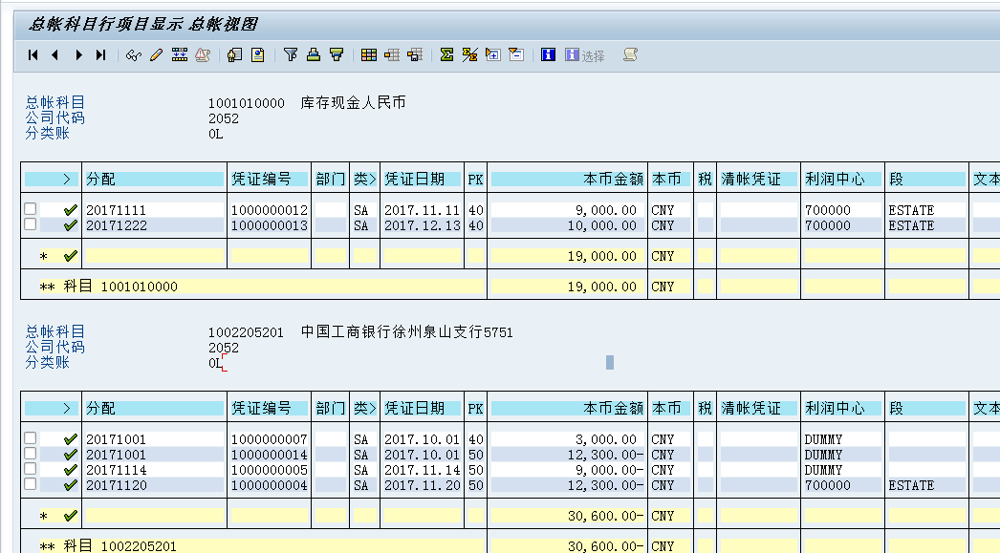 总帐科目行项目显示 总帐视图
选择
总帐科目 1001010000 库存现金人民币
公司代码 2052
分类账 0L
> 分配 凭证编号 部门 类> 凭证日期 PK 本币金额 本币 税 清帐凭证 利润中心 段 文本
20171111 1000000012 SA 2017.11.11 40 9,000.00 CNY 700000 ESTATE
20171222 1000000013 SA 2017.12.13 40 10,000.00 CNY 700000 ESTATE
* 19,000.00 CNY
** 科目 1001010000 19,000.00 CNY
总帐科目 1002205201 中国工商银行徐州泉山支行5751
公司代码 2052
分类账 0L
> 分配 凭证编号 部门 类> 凭证日期 PK 本币金额 本币 税 清帐凭证 利润中心 段 文本
20171001 1000000007 SA 2017.10.01 40 3,000.00 CNY DUMMY
20171001 1000000014 SA 2017.10.01 50 12,300.00- CNY DUMMY
20171114 1000000005 SA 2017.11.14 50 9,000.00- CNY DUMMY
20171120 1000000004 SA 2017.11.20 50 12,300.00- CNY 700000 ESTATE
* 30,600.00- CNY
** 科目 1002205201 30,600.00- CNY